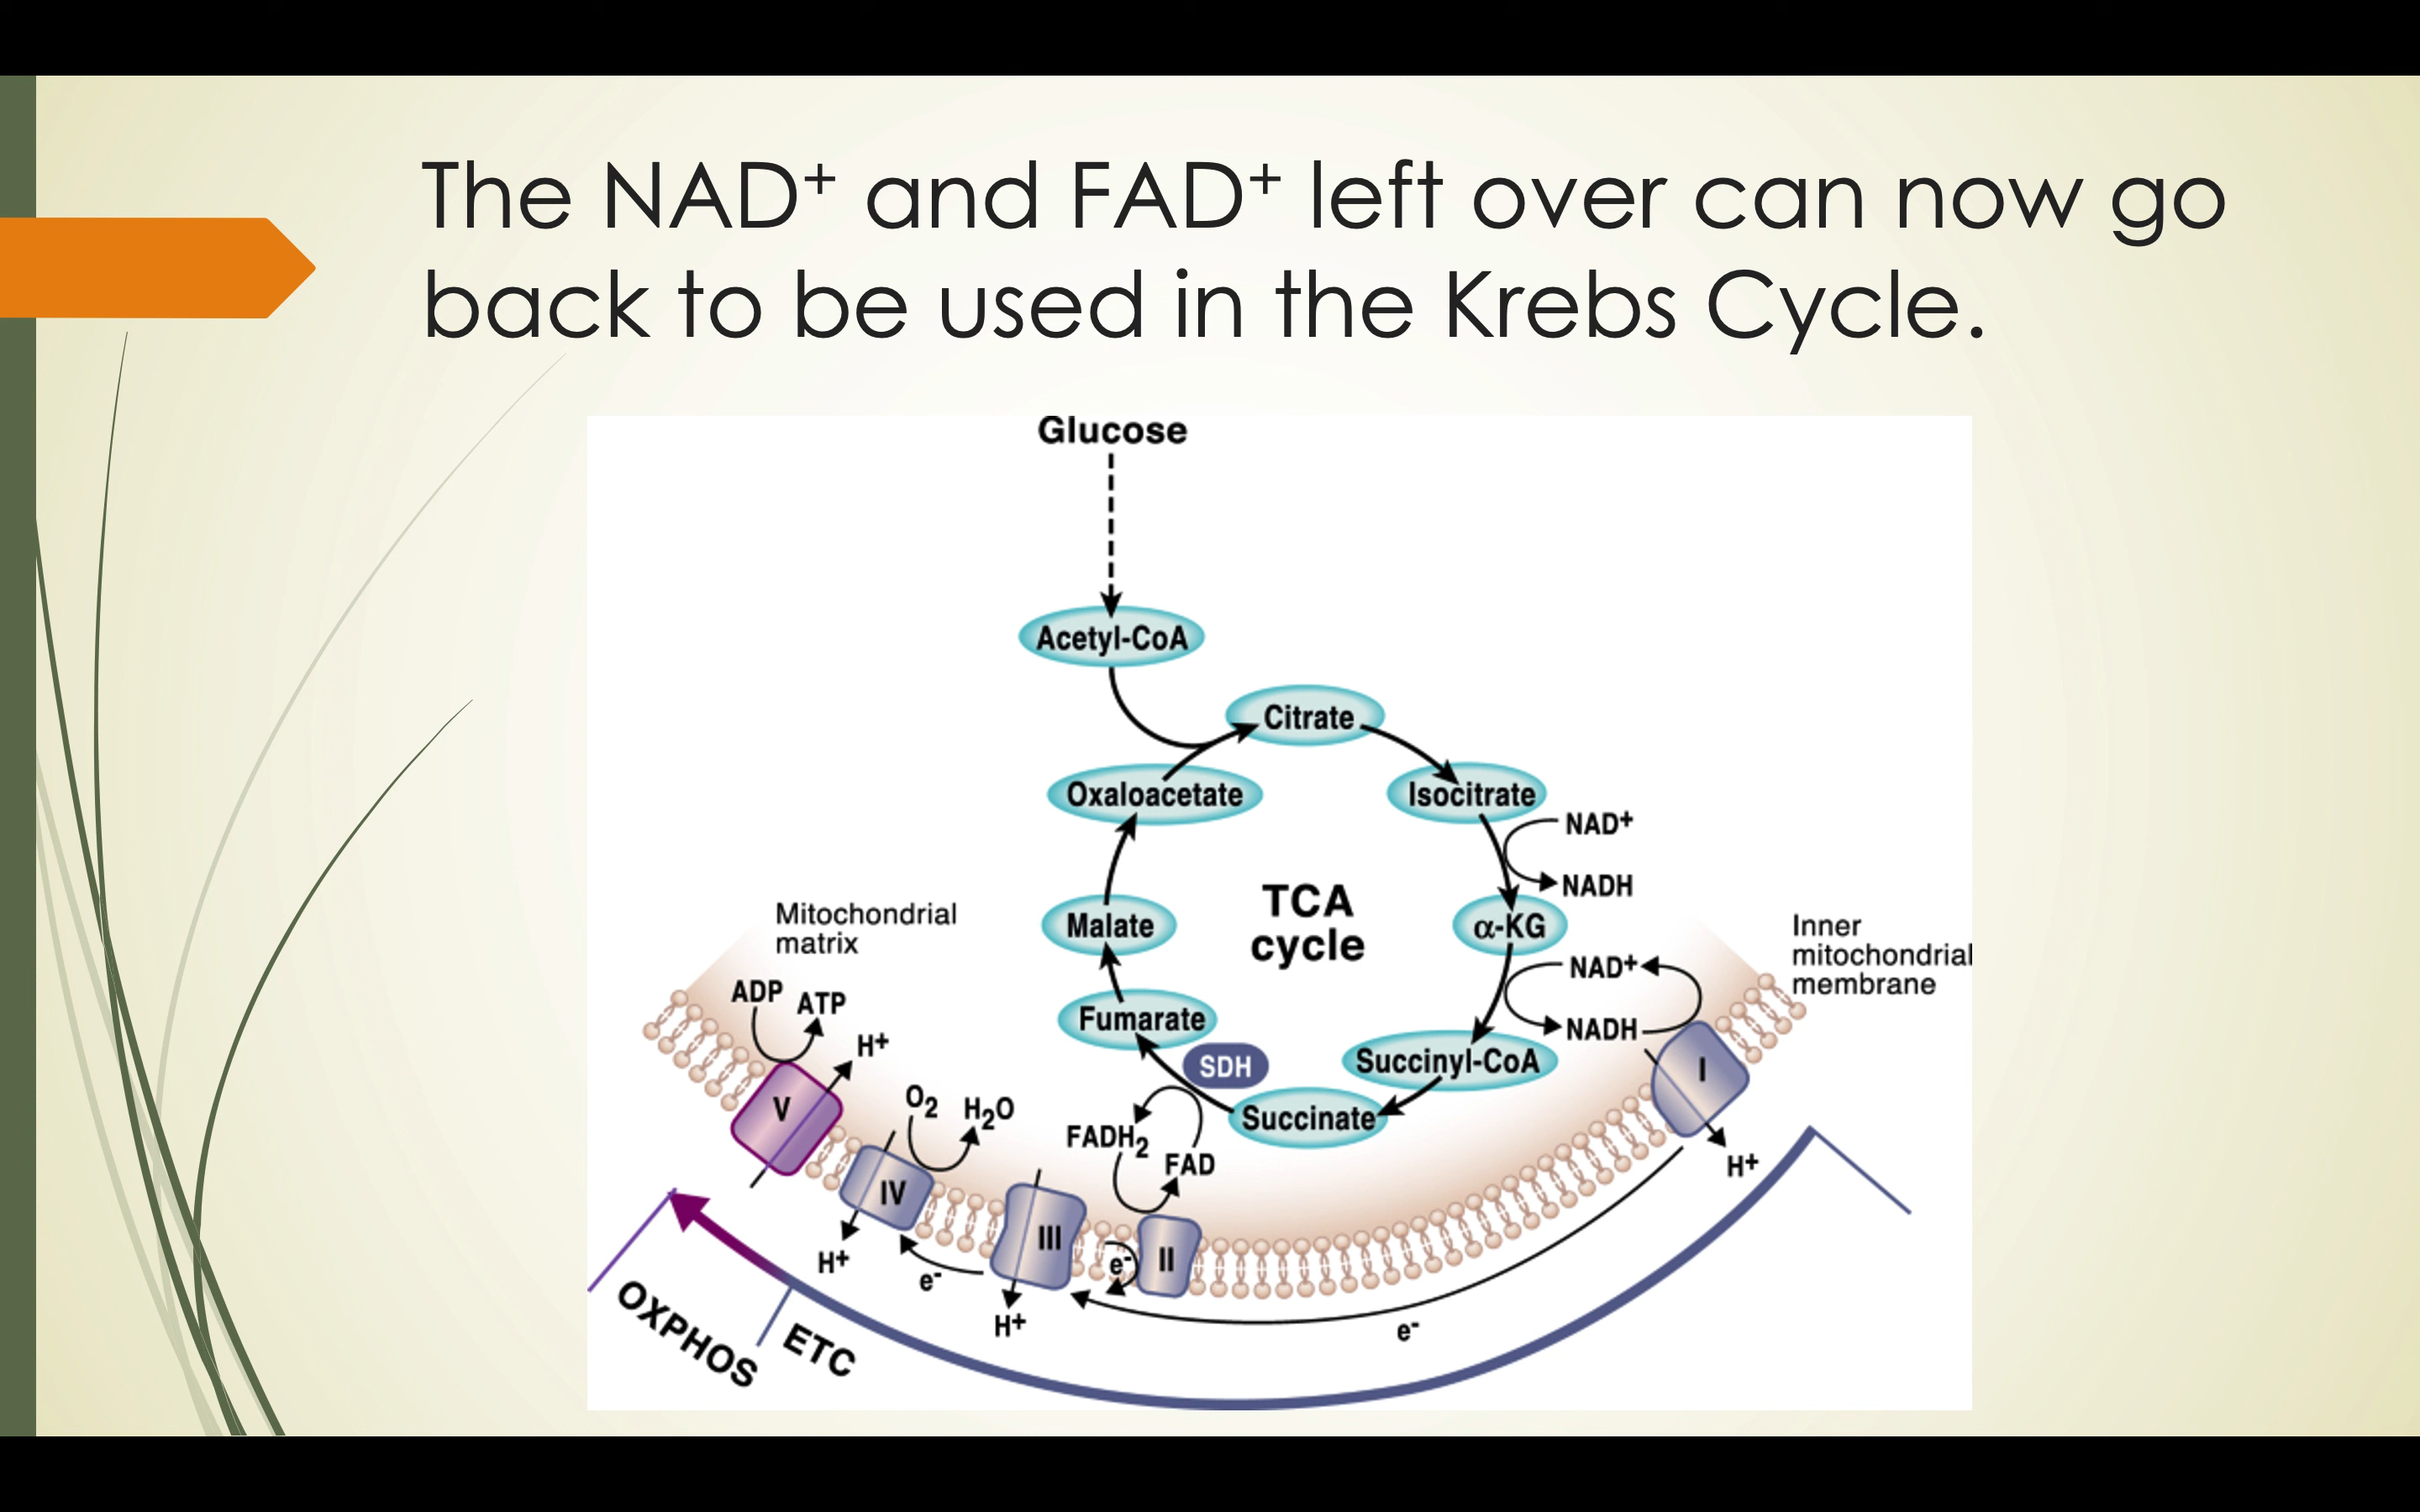 The NAD⁺ and FAD⁺ left over can now go
back to be used in the Krebs Cycle.
Glucose
Acetyl-CoA
Citrate
Oxaloacetate
Isocitrate
NAD⁺
NADH
TCA
cycle
Malate
α-KG
Mitochondrial
matrix
Inner
mitochondrial
membrane
NAD⁺
NADH
ADP
ATP
H⁺
Fumarate
SDH
Succinyl-CoA
Succinate
I
H⁺
V
O₂
H₂O
FADH₂
FAD
IV
III
II
H⁺
e⁻
e⁻
H⁺
e⁻
OXPHOS
ETC